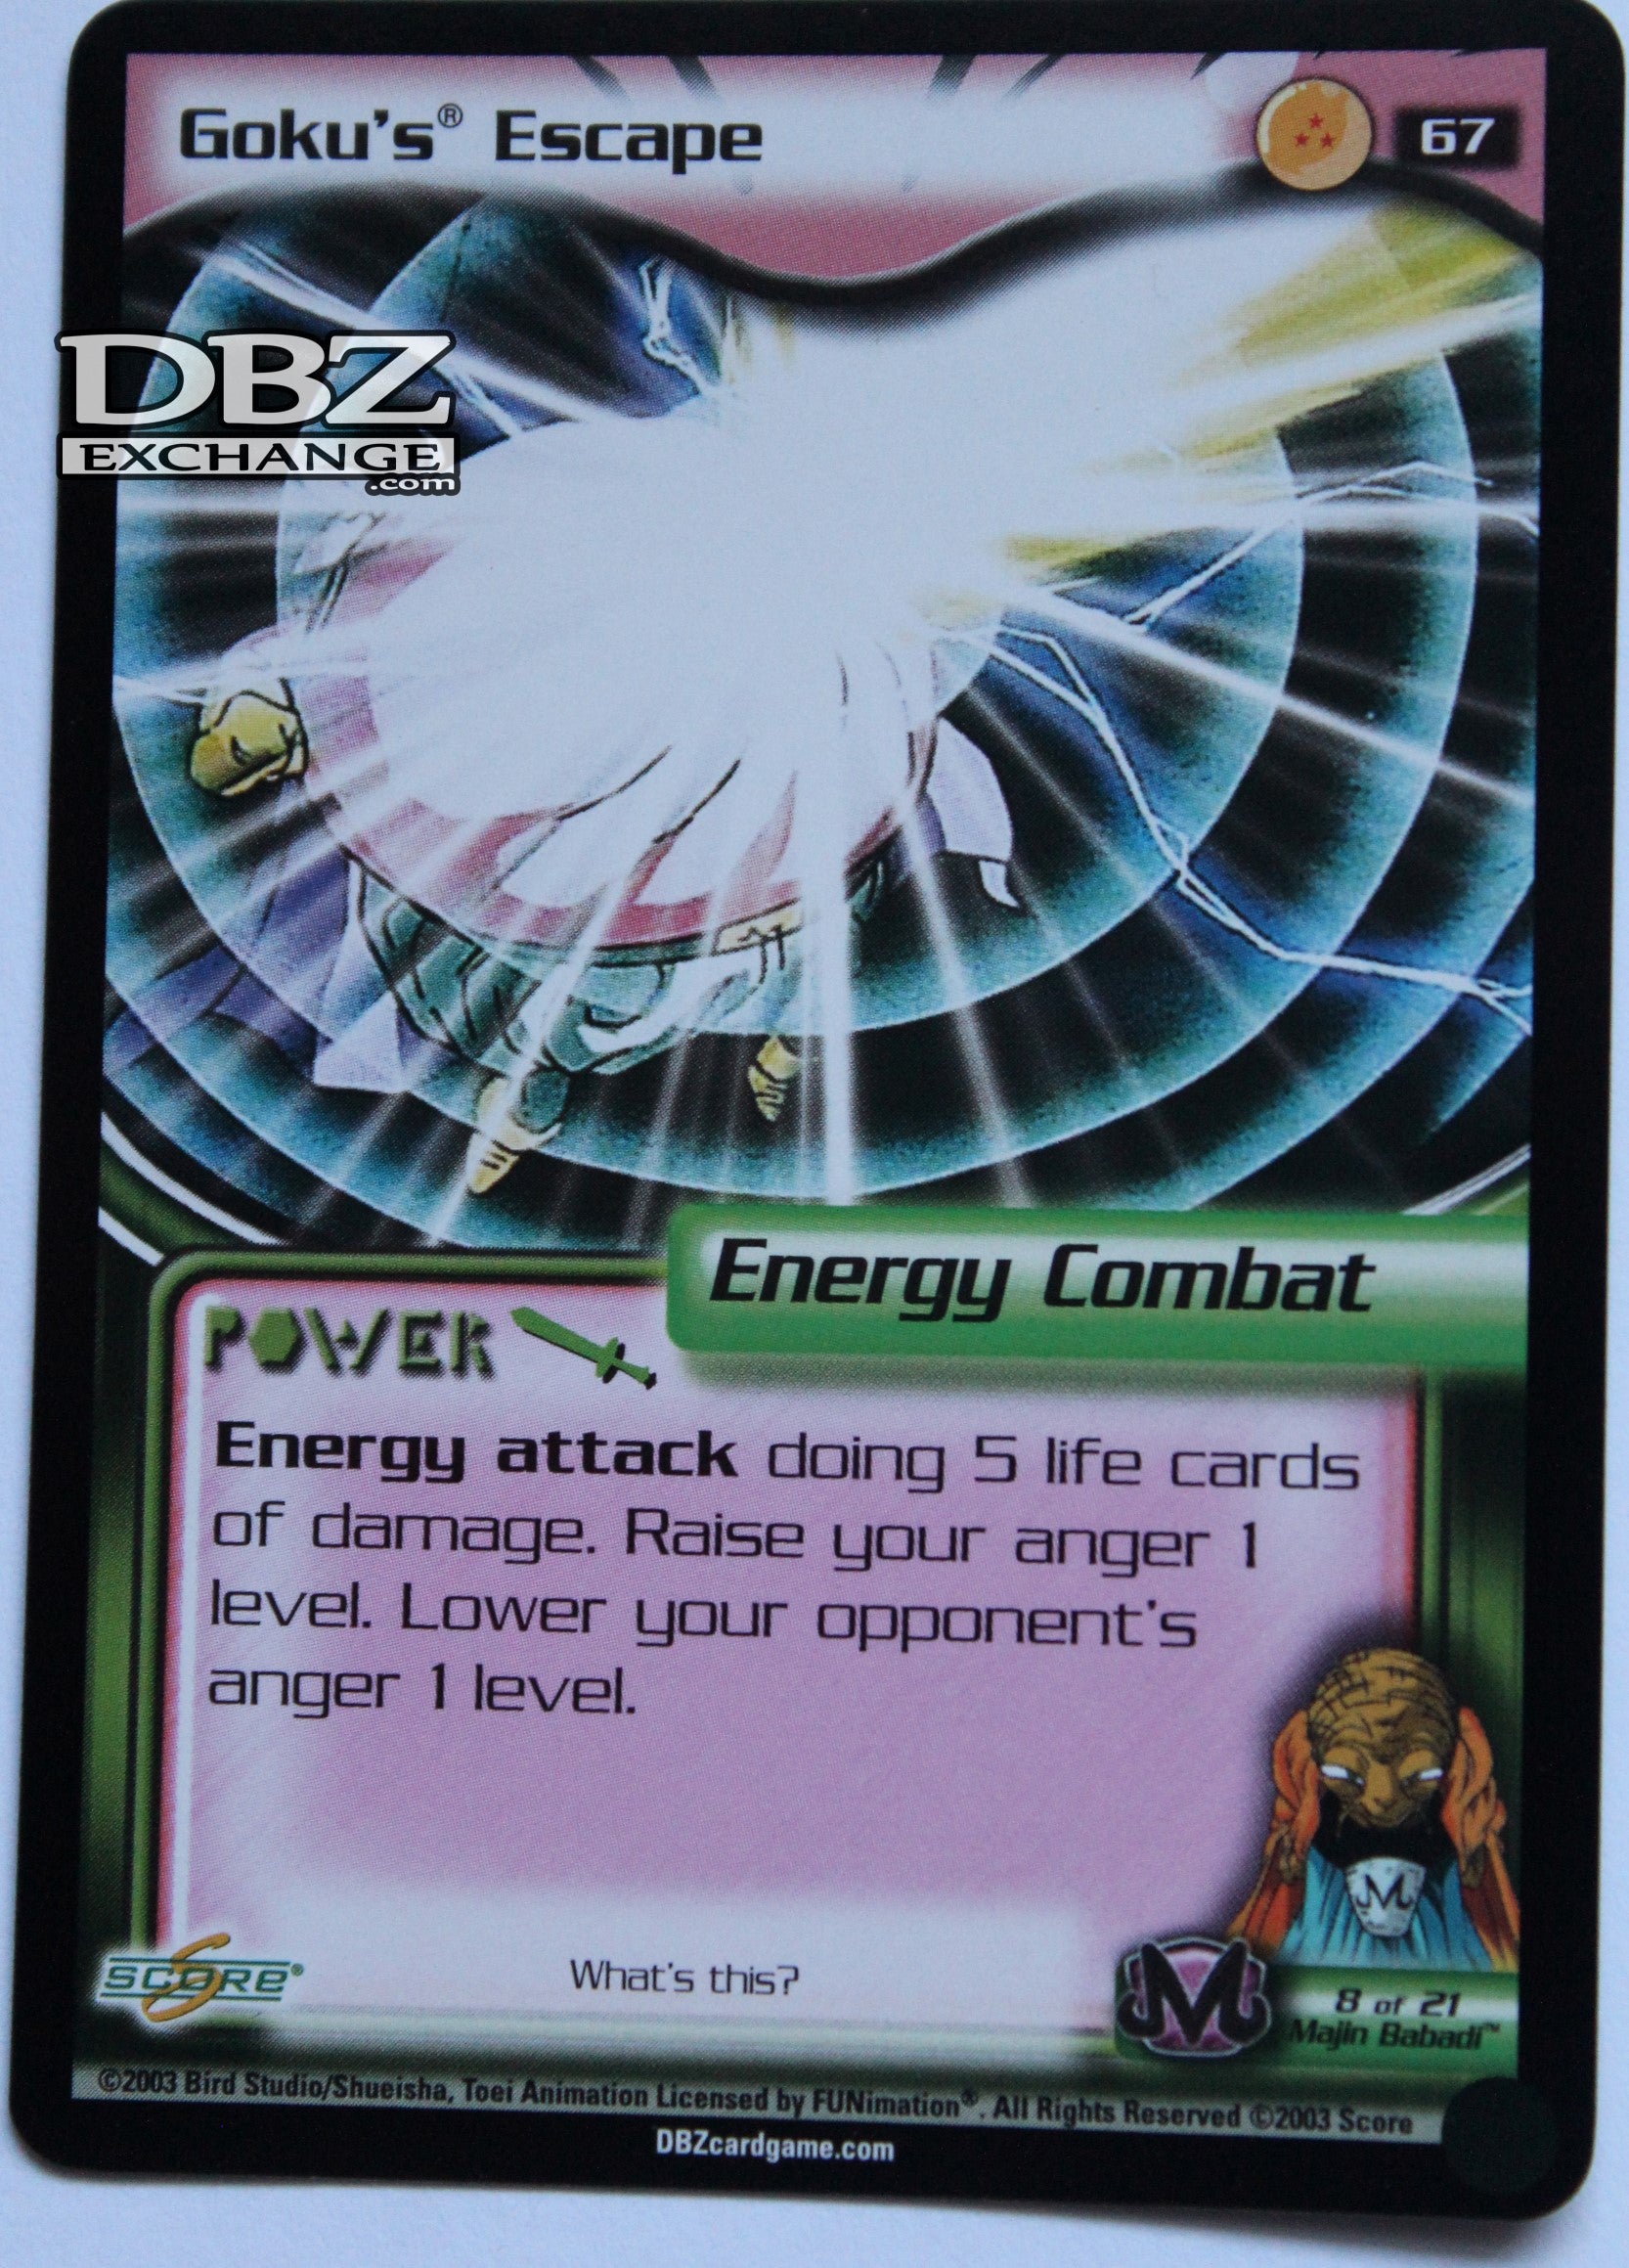 Goku's® Escape
67
DBZ
EXCHANGE
.com
Energy Combat
POWER
Energy attack doing 5 life cards
of damage. Raise your anger 1
level. Lower your opponent's
anger 1 level.
M
What's this?
SCORE®
M
8 of 21
Majin Babadi™
©2003 Bird Studio/Shueisha, Toei Animation Licensed by FUNimation®. All Rights Reserved ©2003 Score
DBZcardgame.com